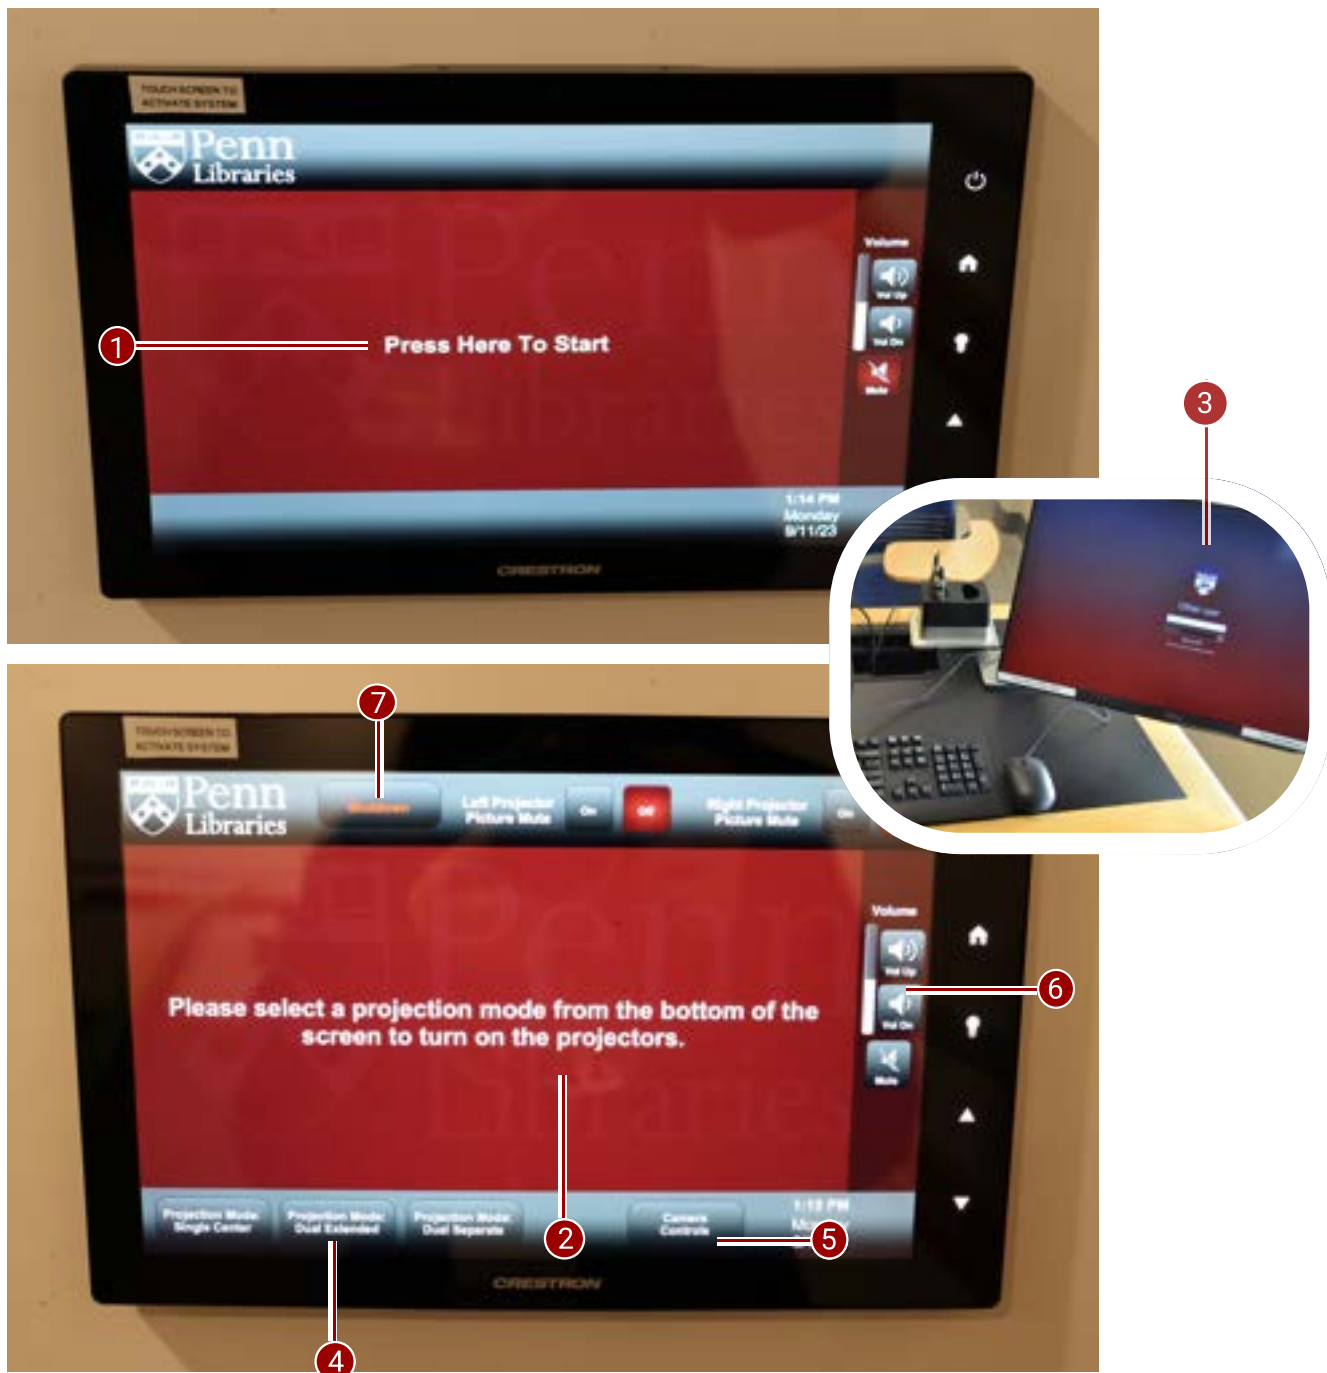 TOUCH SCREEN TO
ACTIVATE SYSTEM
Penn
Libraries
Volume
Vol Up
1
Press Here To Start
Vol Dn
Mute
3
1:14 PM
Monday
9/11/23
CRESTRON
Other user
7
TOUCH SCREEN TO
ACTIVATE SYSTEM
Penn
Libraries
Shutdown
Left Projector
Picture Mute
On
Off
Right Projector
Picture Mute
On
Volume
Vol Up
6
Vol Dn
Mute
Please select a projection mode from the bottom of the
screen to turn on the projectors.
Projection Mode:
Single Center
Projection Mode:
Dual Extended
Projection Mode:
Dual Separate
2
Camera
Controls
5
CRESTRON
4